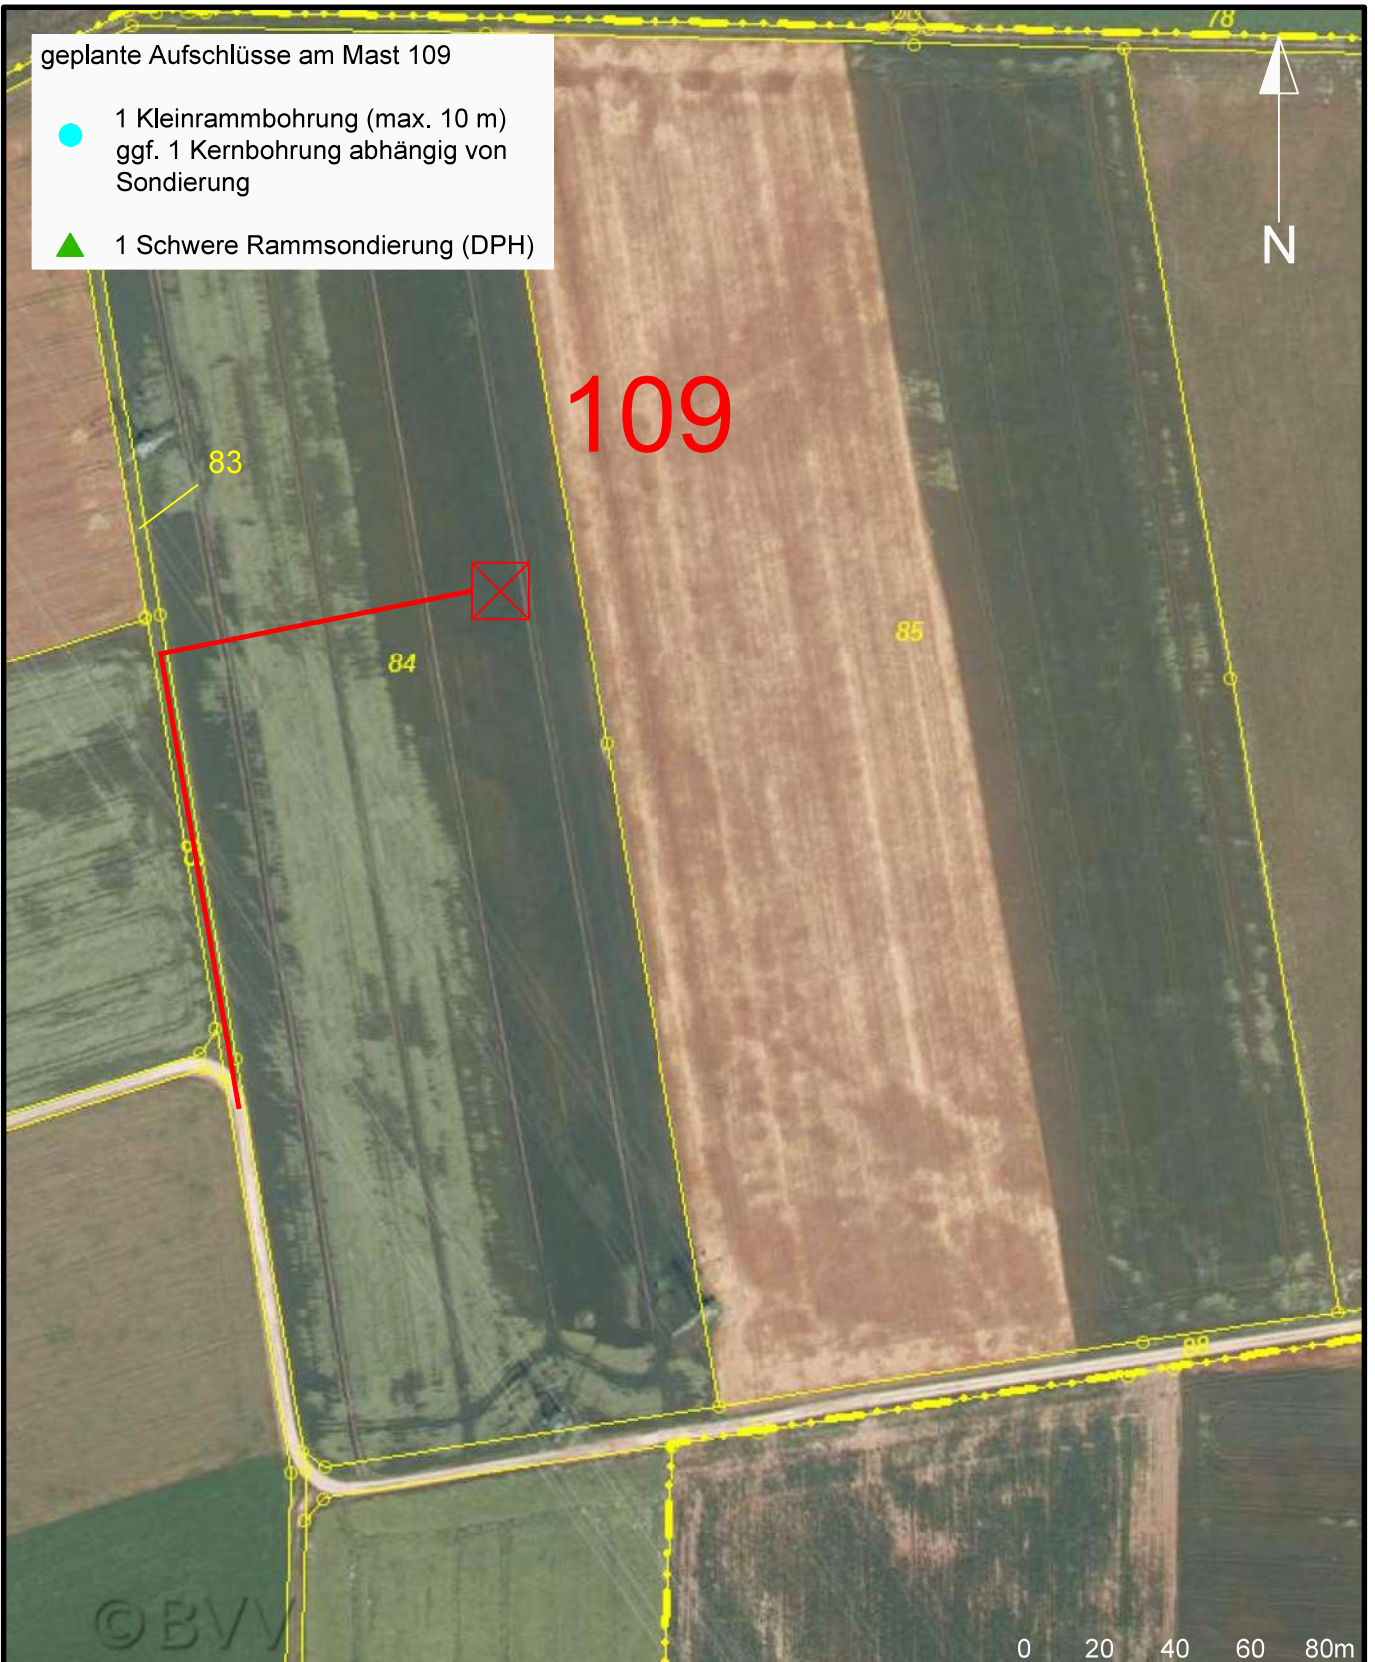 78
geplante Aufschlüsse am Mast 109
1 Kleinrammbohrung (max. 10 m)
ggf. 1 Kernbohrung abhängig von
Sondierung
1 Schwere Rammsondierung (DPH)
N
109
83
85
84
©BVV
0 20 40 60 80m